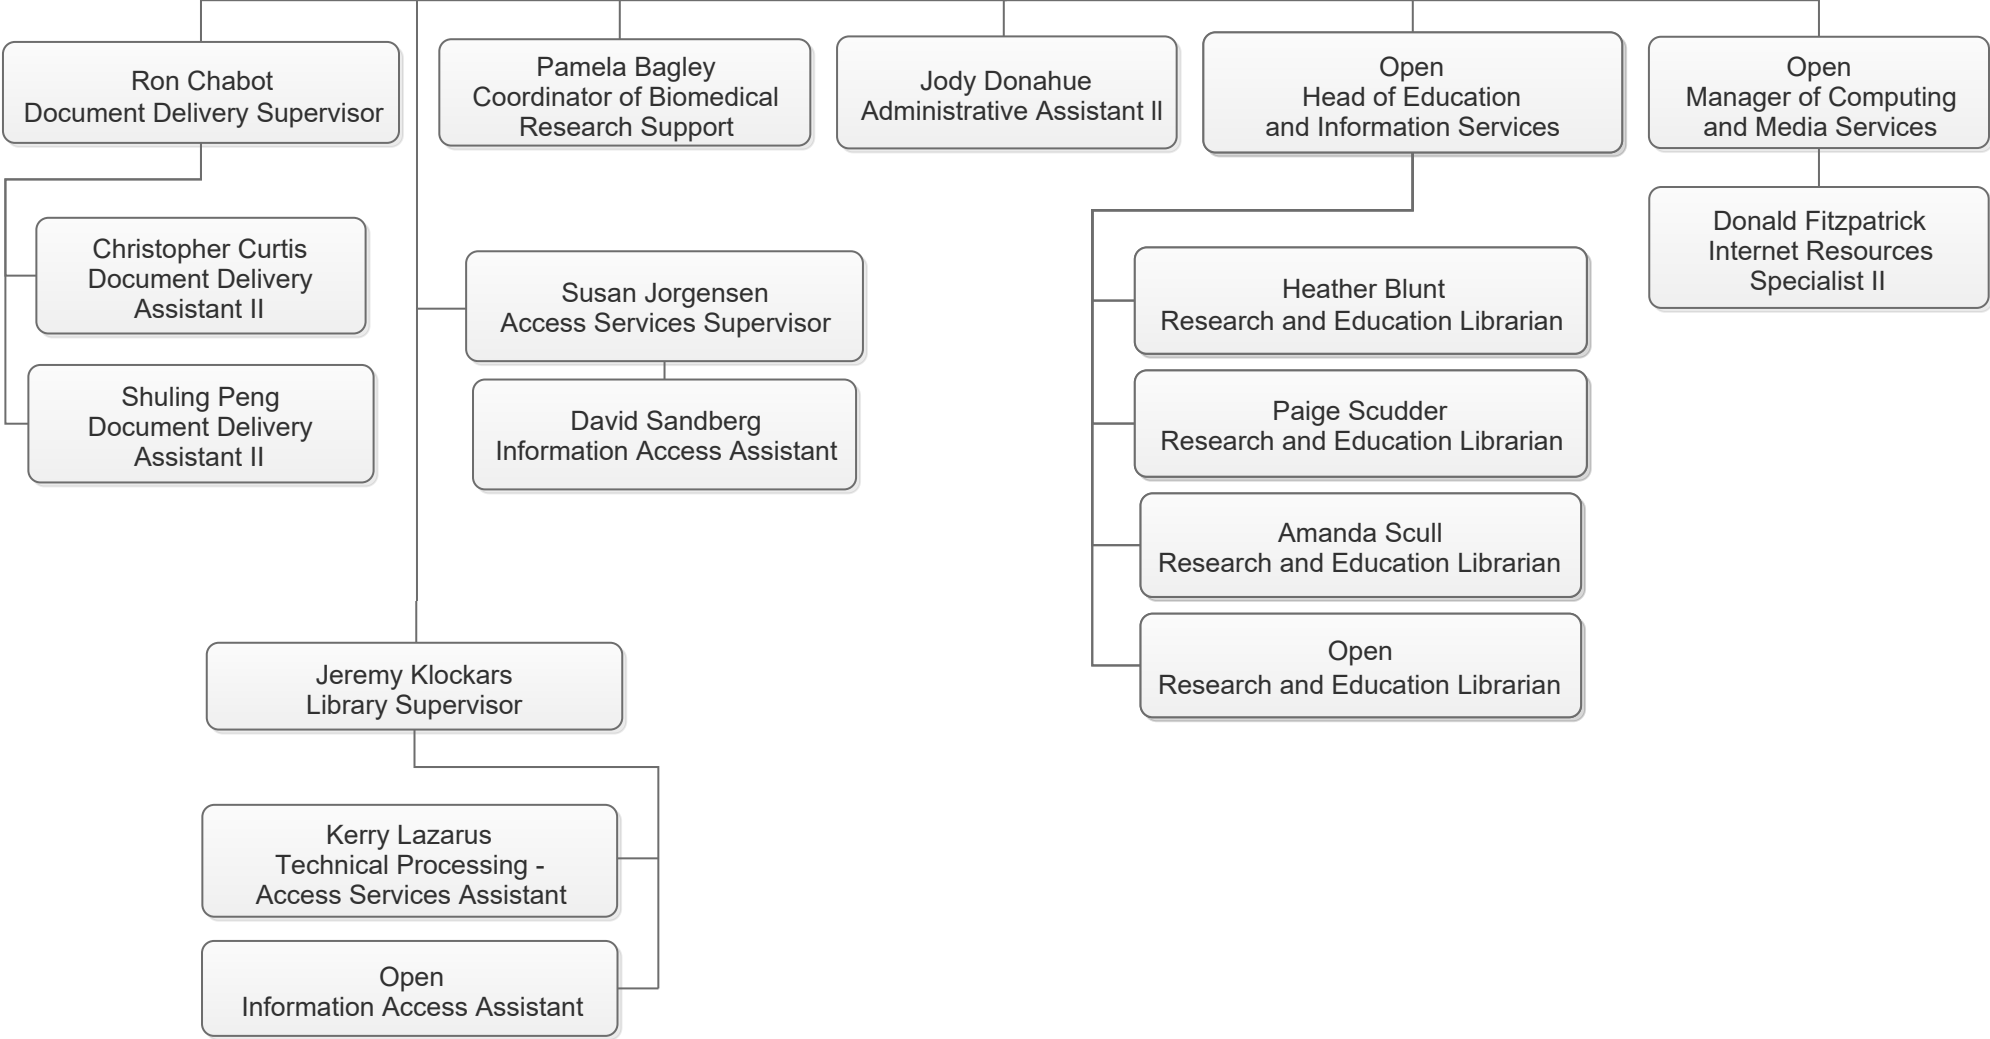 Ron Chabot
Document Delivery Supervisor
Pamela Bagley
Coordinator of Biomedical
Research Support
Jody Donahue
Administrative Assistant II
Open
Head of Education
and Information Services
Open
Manager of Computing
and Media Services
Christopher Curtis
Document Delivery
Assistant II
Shuling Peng
Document Delivery
Assistant II
Susan Jorgensen
Access Services Supervisor
David Sandberg
Information Access Assistant
Heather Blunt
Research and Education Librarian
Paige Scudder
Research and Education Librarian
Amanda Scull
Research and Education Librarian
Open
Research and Education Librarian
Donald Fitzpatrick
Internet Resources
Specialist II
Jeremy Klockars
Library Supervisor
Kerry Lazarus
Technical Processing -
Access Services Assistant
Open
Information Access Assistant